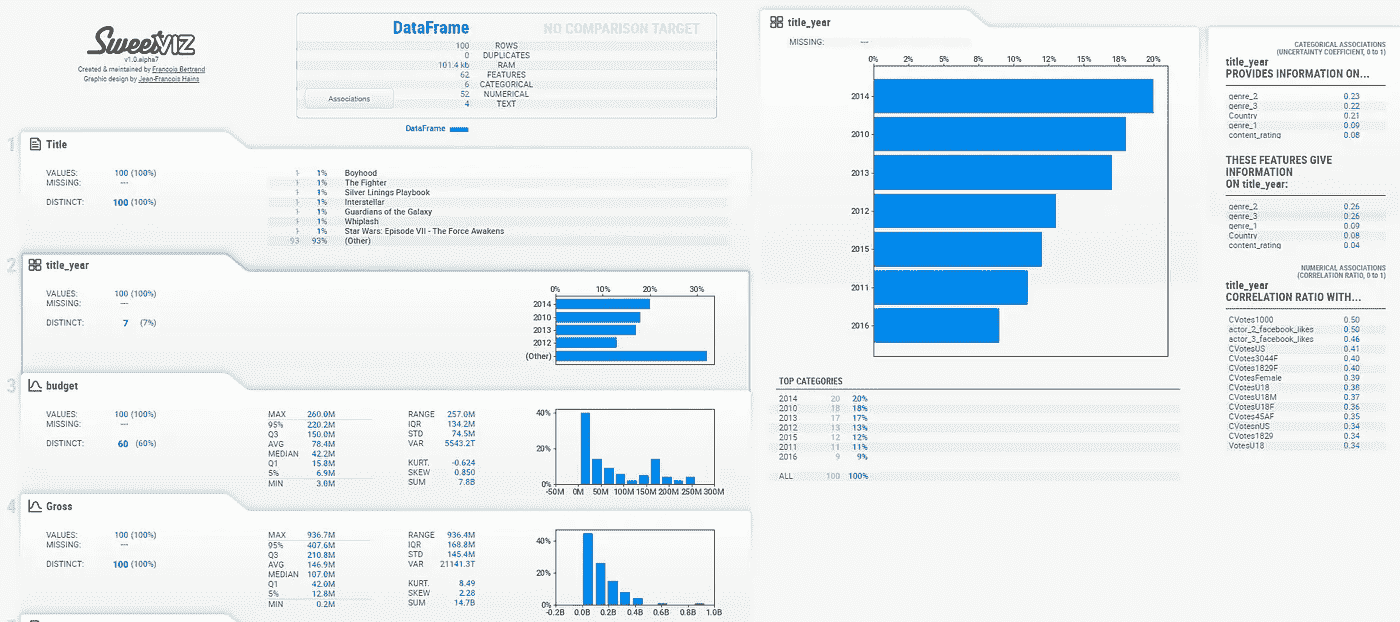 SweetVIZ
v1.0.alpha7
Created & maintained by Francois Bertrand
Graphic design by Jean-Francois Hains
DataFrame NO COMPARISON TARGET
100 ROWS
0 DUPLICATES
101.4 kb RAM
62 FEATURES
6 CATEGORICAL
52 NUMERICAL
4 TEXT
Associations
DataFrame
1 Title
VALUES: 100 (100%)
MISSING: ---
DISTINCT: 100 (100%)
1 1% Boyhood
1 1% The Fighter
1 1% Silver Linings Playbook
1 1% Interstellar
1 1% Guardians of the Galaxy
1 1% Whiplash
1 1% Star Wars: Episode VII - The Force Awakens
93 93% (Other)
2 title_year
VALUES: 100 (100%)
MISSING: ---
DISTINCT: 7 (7%)
0% 10% 20% 30%
2014
2010
2013
2012
(Other)
3 budget
VALUES: 100 (100%)
MISSING: ---
DISTINCT: 60 (60%)
MAX 260.0M
95% 220.2M
Q3 150.0M
AVG 78.4M
MEDIAN 42.2M
Q1 15.8M
5% 6.9M
MIN 3.0M
RANGE 257.0M
IQR 134.2M
STD 74.5M
VAR 5543.2T
KURT. -0.624
SKEW 0.850
SUM 7.8B
40%
20%
0%
-50M 0M 50M 100M 150M 200M 250M 300M
4 Gross
VALUES: 100 (100%)
MISSING: ---
DISTINCT: 100 (100%)
MAX 936.7M
95% 407.6M
Q3 210.8M
AVG 146.9M
MEDIAN 107.0M
Q1 42.0M
5% 12.8M
MIN 0.2M
RANGE 936.4M
IQR 168.8M
STD 145.4M
VAR 21141.3T
KURT. 8.49
SKEW 2.28
SUM 14.7B
40%
20%
0%
-0.2B 0.0B 0.2B 0.4B 0.6B 0.8B 1.0B
title_year
MISSING: ---
0% 2% 5% 8% 10% 12% 15% 18% 20%
2014
2010
2013
2012
2015
2011
2016
TOP CATEGORIES
2014 20 20%
2010 18 18%
2013 17 17%
2012 13 13%
2015 12 12%
2011 11 11%
2016 9 9%
ALL 100 100%
CATEGORICAL ASSOCIATIONS
(UNCERTAINTY COEFFICIENT, 0 to 1)
title_year
PROVIDES INFORMATION ON...
genre_2 0.23
genre_3 0.22
Country 0.21
genre_1 0.09
content_rating 0.08
THESE FEATURES GIVE
INFORMATION
ON title_year:
genre_2 0.26
genre_3 0.26
genre_1 0.09
Country 0.08
content_rating 0.04
NUMERICAL ASSOCIATIONS
(CORRELATION RATIO, 0 to 1)
title_year
CORRELATION RATIO WITH...
CVotes1000 0.50
actor_2_facebook_likes 0.50
actor_3_facebook_likes 0.46
CVotesUS 0.41
CVotes3044F 0.40
CVotes1829F 0.40
CVotesFemale 0.39
CVotesU18 0.38
CVotesU18M 0.37
CVotesU18F 0.36
CVotes45AF 0.35
CVotesnUS 0.34
CVotes1829 0.34
VotesU18 0.34